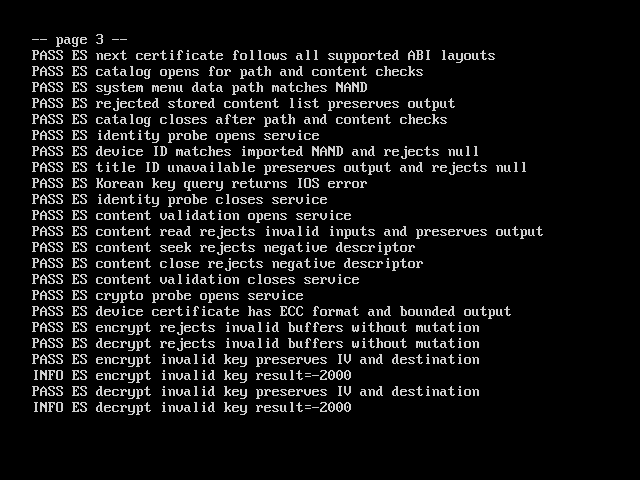 -- page 3 --
PASS ES next certificate follows all supported ABI layouts
PASS ES catalog opens for path and content checks
PASS ES system menu data path matches NAND
PASS ES rejected stored content list preserves output
PASS ES catalog closes after path and content checks
PASS ES identity probe opens service
PASS ES device ID matches imported NAND and rejects null
PASS ES title ID unavailable preserves output and rejects null
PASS ES Korean key query returns IOS error
PASS ES identity probe closes service
PASS ES content validation opens service
PASS ES content read rejects invalid inputs and preserves output
PASS ES content seek rejects negative descriptor
PASS ES content close rejects negative descriptor
PASS ES content validation closes service
PASS ES crypto probe opens service
PASS ES device certificate has ECC format and bounded output
PASS ES encrypt rejects invalid buffers without mutation
PASS ES decrypt rejects invalid buffers without mutation
PASS ES encrypt invalid key preserves IV and destination
INFO ES encrypt invalid key result=-2000
PASS ES decrypt invalid key preserves IV and destination
INFO ES decrypt invalid key result=-2000